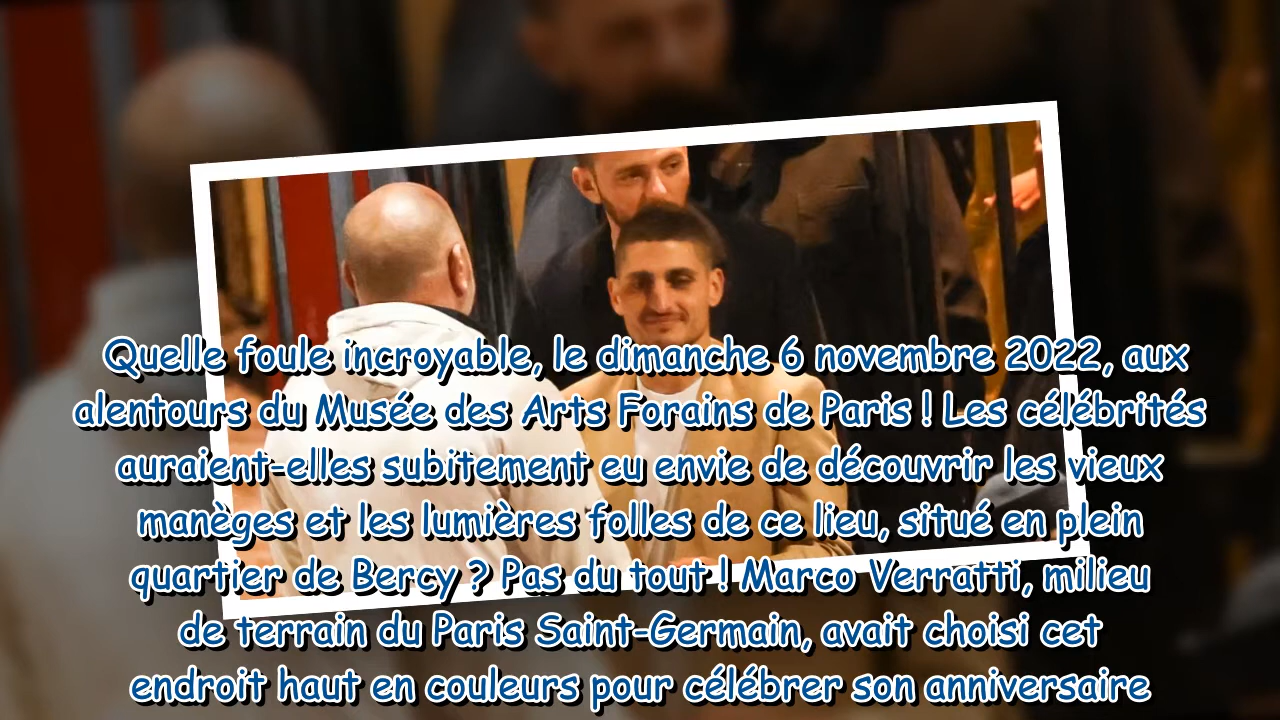 Quelle foule incroyable, le dimanche 6 novembre 2022, aux
alentours du Musée des Arts Forains de Paris ! Les célébrités
auraient-elles subitement eu envie de découvrir les vieux
manèges et les lumières folles de ce lieu, situé en plein
quartier de Bercy ? Pas du tout ! Marco Verratti, milieu
de terrain du Paris Saint-Germain, avait choisi cet
endroit haut en couleurs pour célébrer son anniversaire